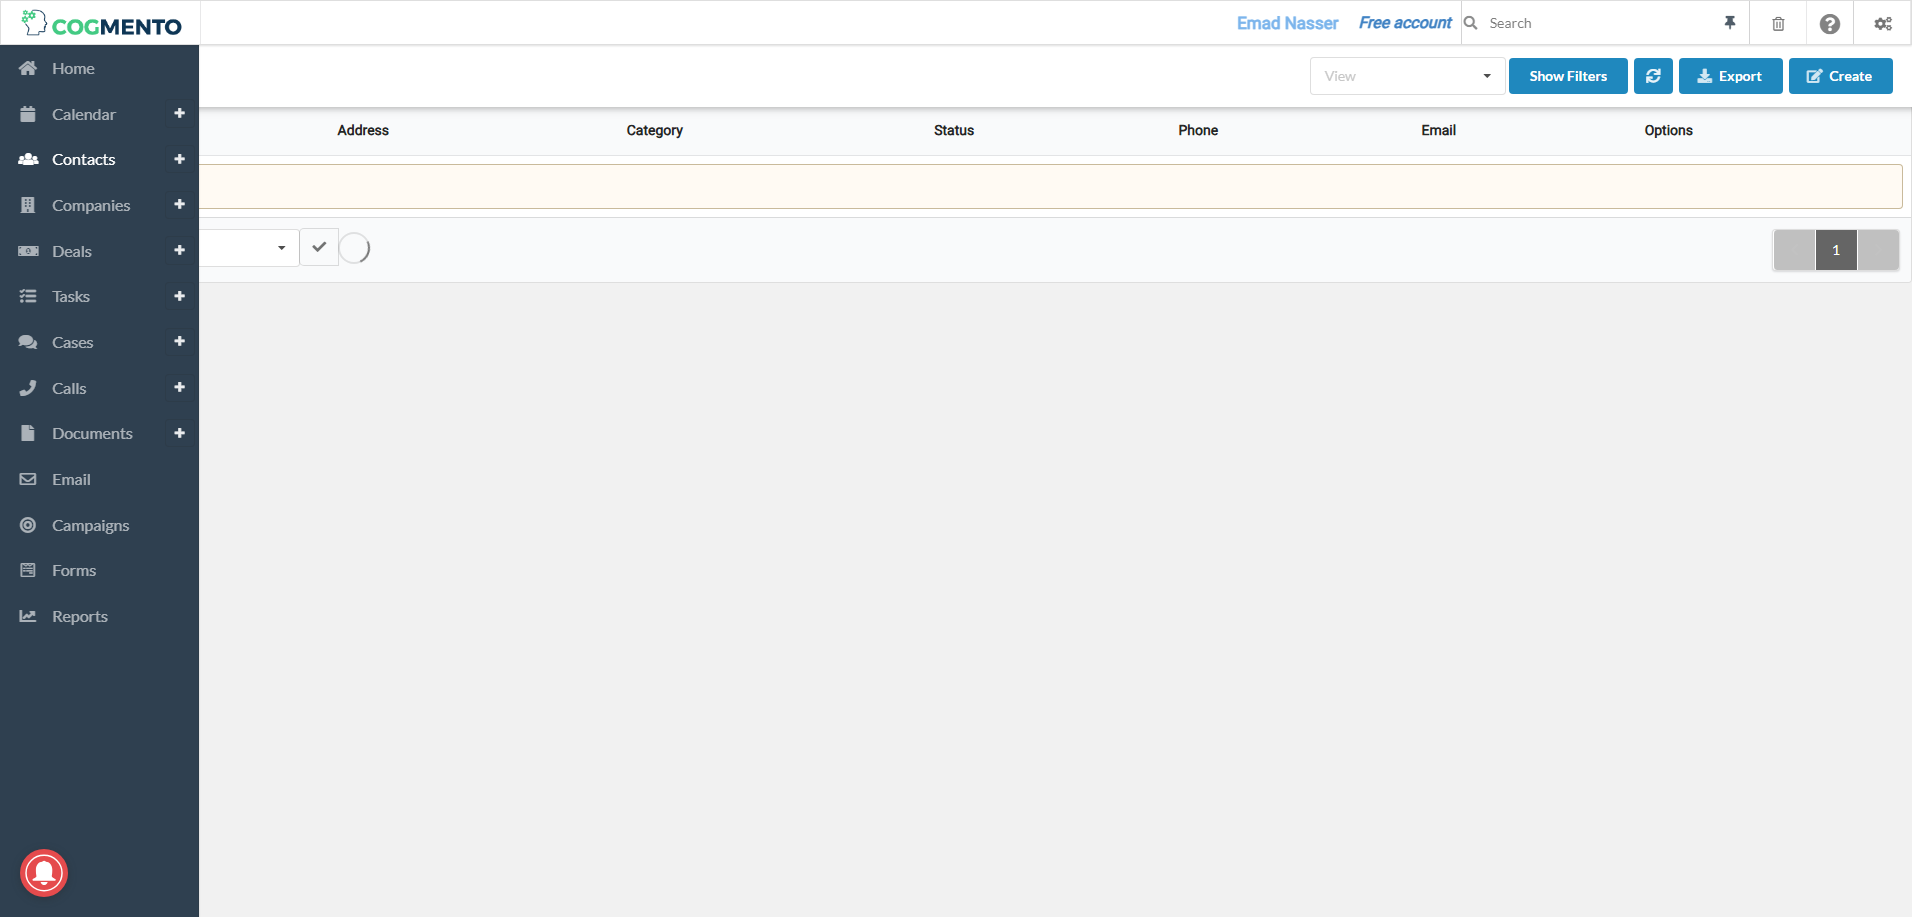 COGMENTO
Emad Nasser
Free account
Search
View
Show Filters
Export
Create
Home
Calendar
Contacts
Companies
Deals
Tasks
Cases
Calls
Documents
Email
Campaigns
Forms
Reports
Address
Category
Status
Phone
Email
Options
1